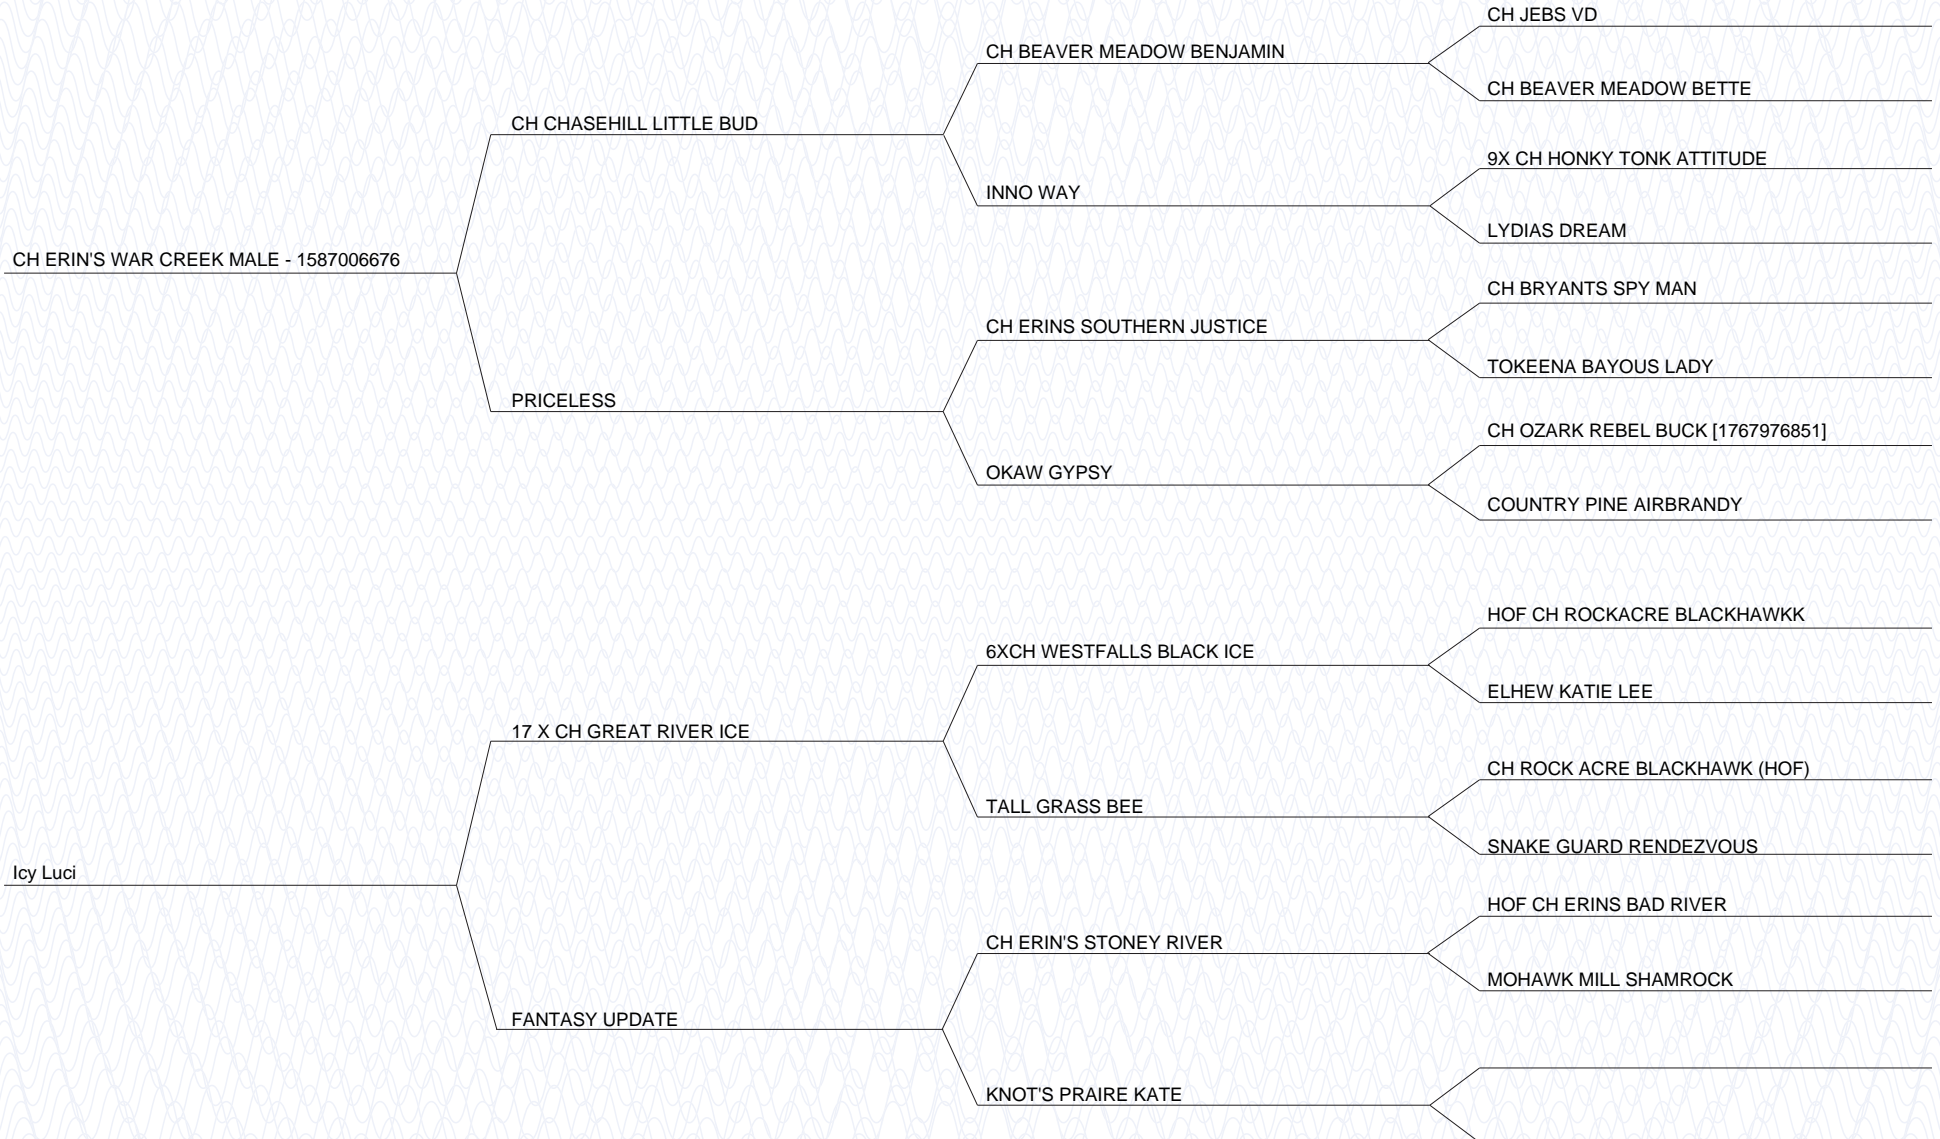 CH JEBS VD
CH BEAVER MEADOW BENJAMIN
CH BEAVER MEADOW BETTE
CH CHASEHILL LITTLE BUD
9X CH HONKY TONK ATTITUDE
INNO WAY
LYDIAS DREAM
CH ERIN'S WAR CREEK MALE - 1587006676
CH BRYANTS SPY MAN
CH ERINS SOUTHERN JUSTICE
TOKEENA BAYOUS LADY
PRICELESS
CH OZARK REBEL BUCK [1767976851]
OKAW GYPSY
COUNTRY PINE AIRBRANDY
HOF CH ROCKACRE BLACKHAWKK
6XCH WESTFALLS BLACK ICE
ELHEW KATIE LEE
17 X CH GREAT RIVER ICE
CH ROCK ACRE BLACKHAWK (HOF)
TALL GRASS BEE
SNAKE GUARD RENDEZVOUS
Icy Luci
HOF CH ERINS BAD RIVER
CH ERIN'S STONEY RIVER
MOHAWK MILL SHAMROCK
FANTASY UPDATE
KNOT'S PRAIRE KATE